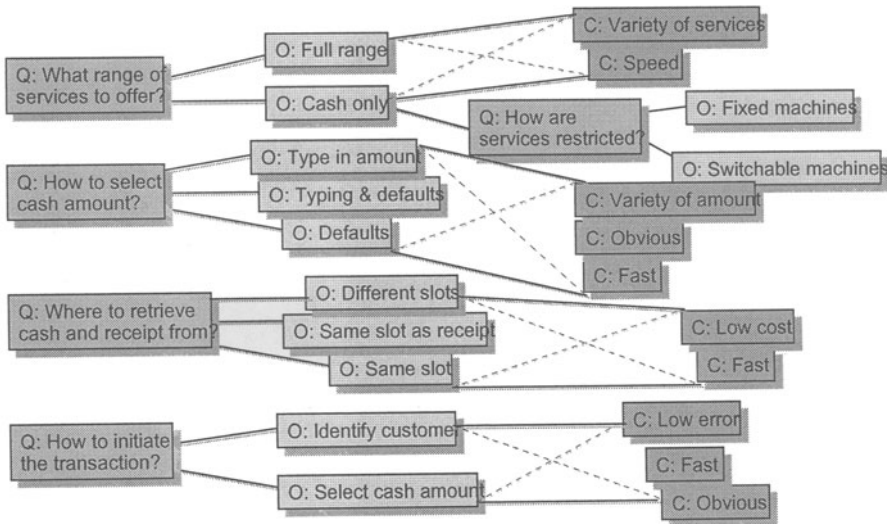 C: Variety of services
O: Full range
C: Speed
Q: What range of
services to offer?
O: Cash only
Q: How are
services restricted?
O: Fixed machines
O: Switchable machines
O: Type in amount
Q: How to select
cash amount?
O: Typing & defaults
C: Variety of amount
O: Defaults
C: Obvious
C: Fast
O: Different slots
Q: Where to retrieve
cash and receipt from?
O: Same slot as receipt
C: Low cost
O: Same slot
C: Fast
O: Identify customer
C: Low error
Q: How to initiate
the transaction?
C: Fast
O: Select cash amount
C: Obvious